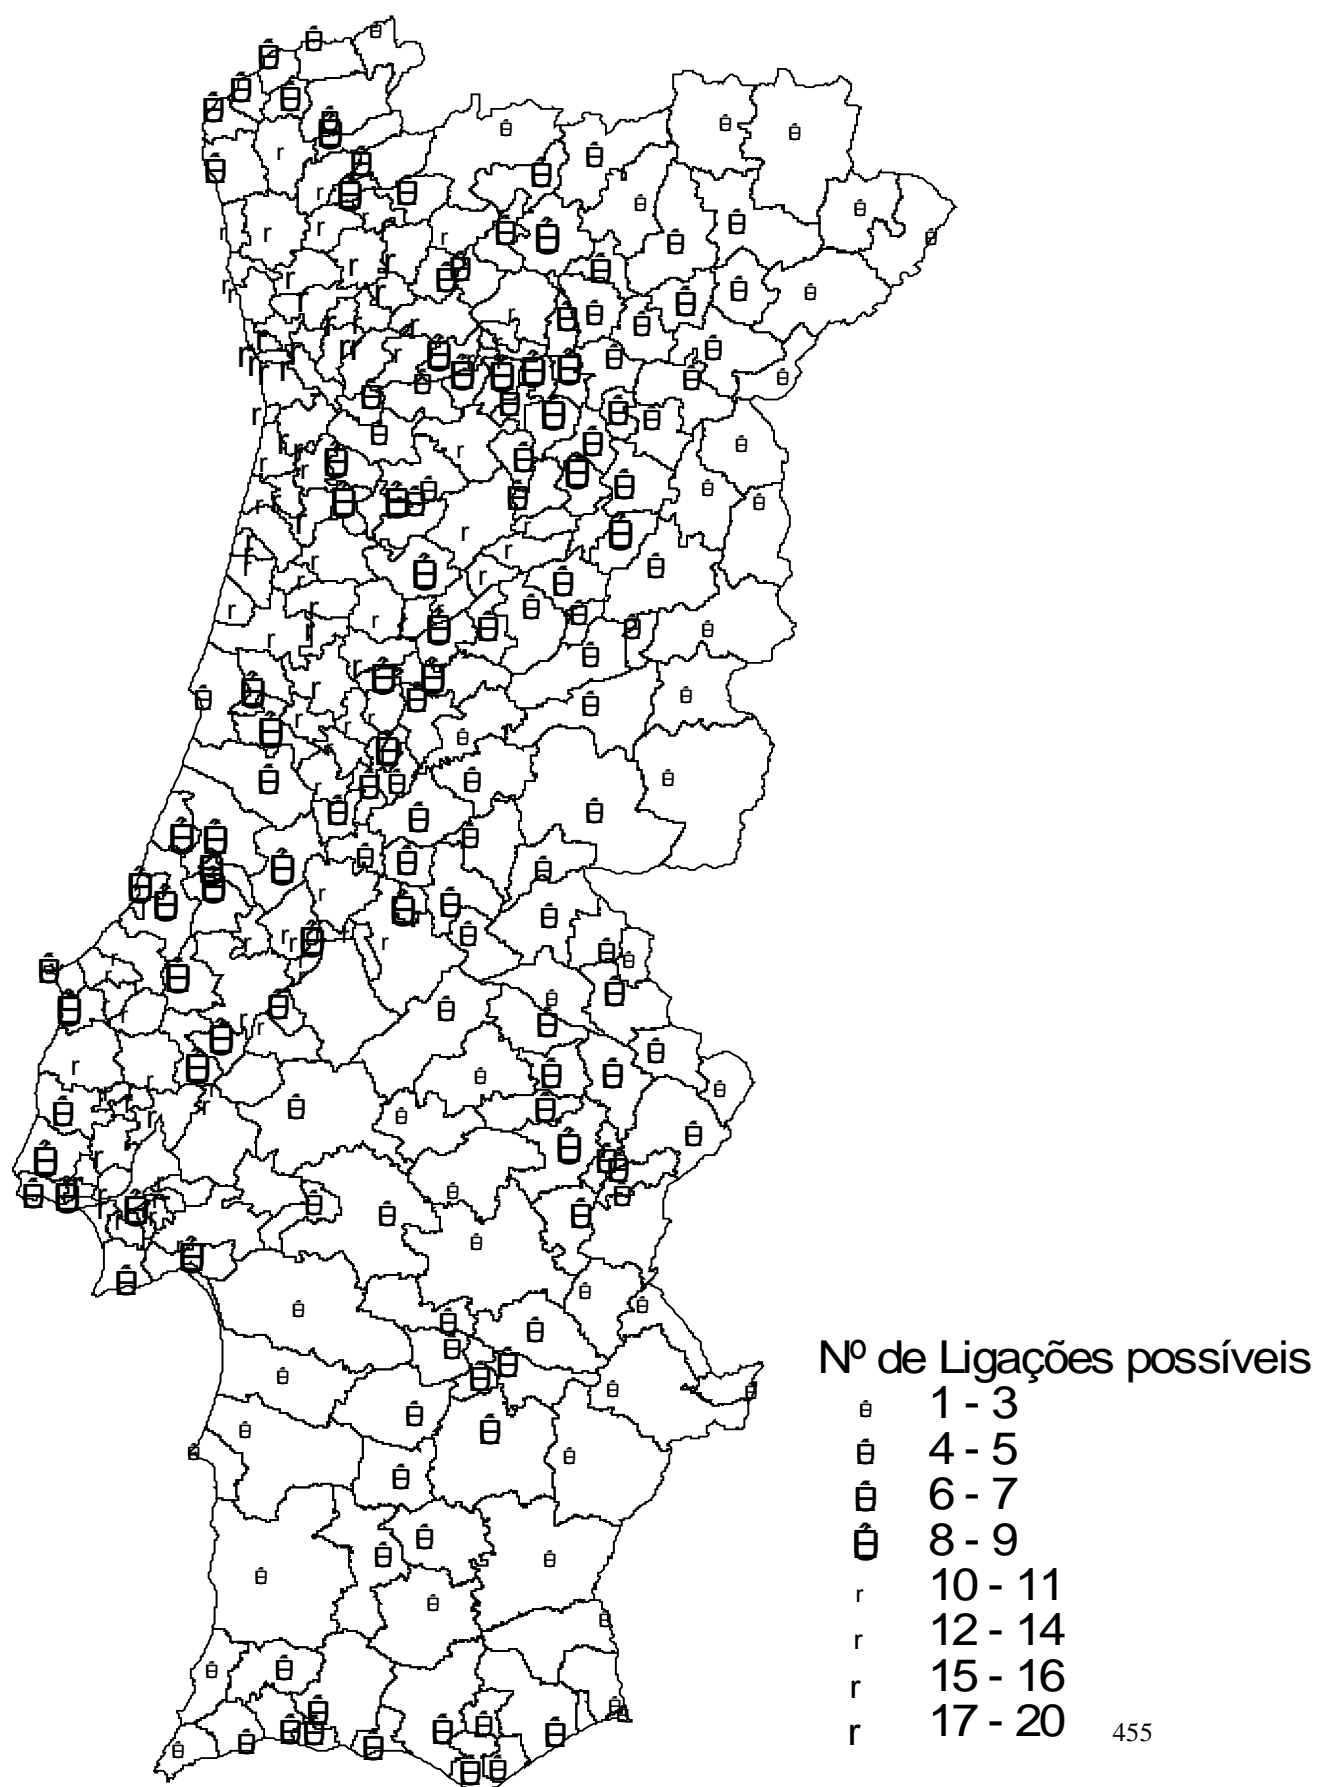 Nº de Ligações possíveis
Ê 1 - 3
Ê 4 - 5
Ê 6 - 7
Ê 8 - 9
r 10 - 11
r 12 - 14
r 15 - 16
r 17 - 20
455